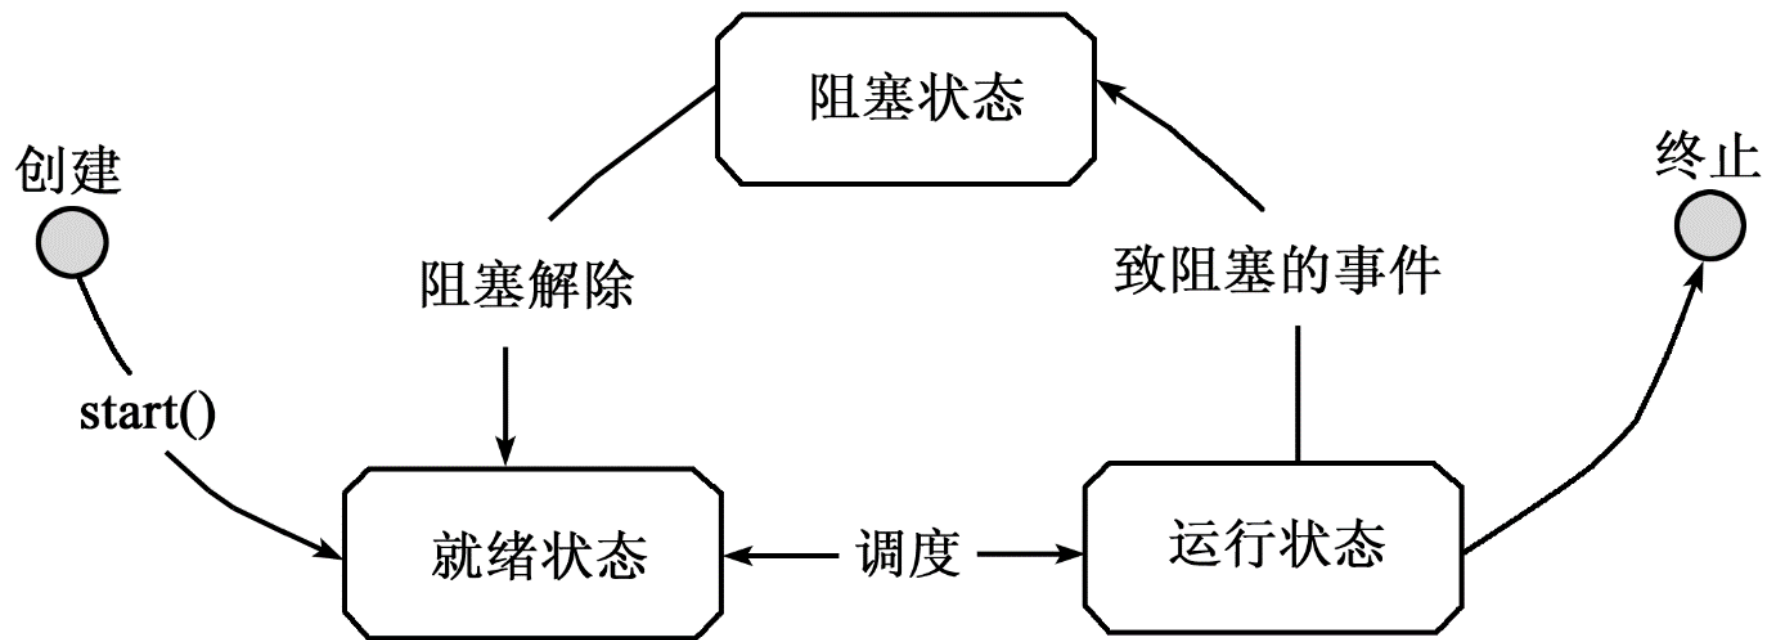 阻塞状态
创建
终止
阻塞解除
致阻塞的事件
start()
就绪状态
调度
运行状态